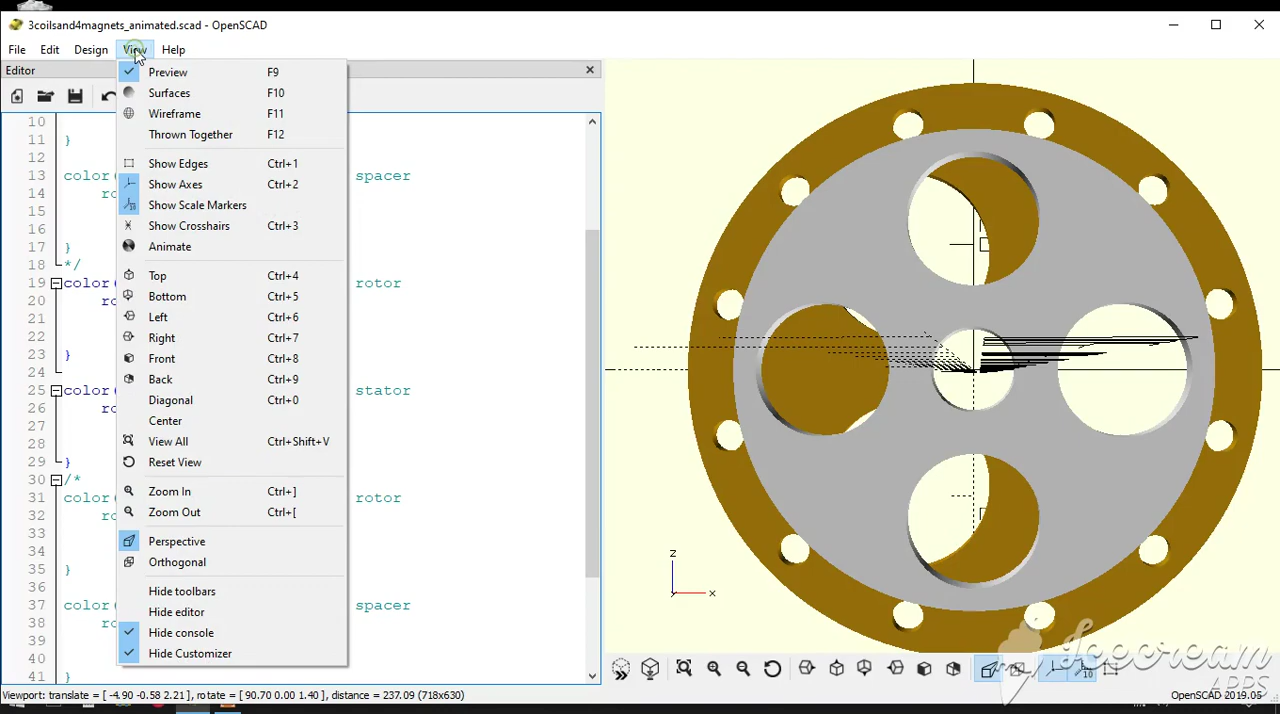 3coilsand4magnets_animated.scad - OpenSCAD
File Edit Design View Help
Editor
Preview F9
Surfaces F10
Wireframe F11
Thrown Together F12
Show Edges Ctrl+1
Show Axes Ctrl+2
Show Scale Markers
Show Crosshairs Ctrl+3
Animate
Top Ctrl+4
Bottom Ctrl+5
Left Ctrl+6
Right Ctrl+7
Front Ctrl+8
Back Ctrl+9
Diagonal Ctrl+0
Center
View All Ctrl+Shift+V
Reset View
Zoom In Ctrl+]
Zoom Out Ctrl+[
Perspective
Orthogonal
Hide toolbars
Hide editor
Hide console
Hide Customizer
10
11 }
12
13 color( spacer
14 ro
15
16
17 }
18 */
19 color( rotor
20 ro
21
22
23 }
24
25 color( stator
26 ro
27
28
29 }
30 /*
31 color( rotor
32 ro
33
34
35 }
36
37 color( spacer
38 ro
39
40
41 }
z
x
Icecream
APPS
Viewport: translate = [ -4.90 -0.58 2.21 ], rotate = [ 90.70 0.00 1.40 ], distance = 237.09 (718x630)
OpenSCAD 2019.05